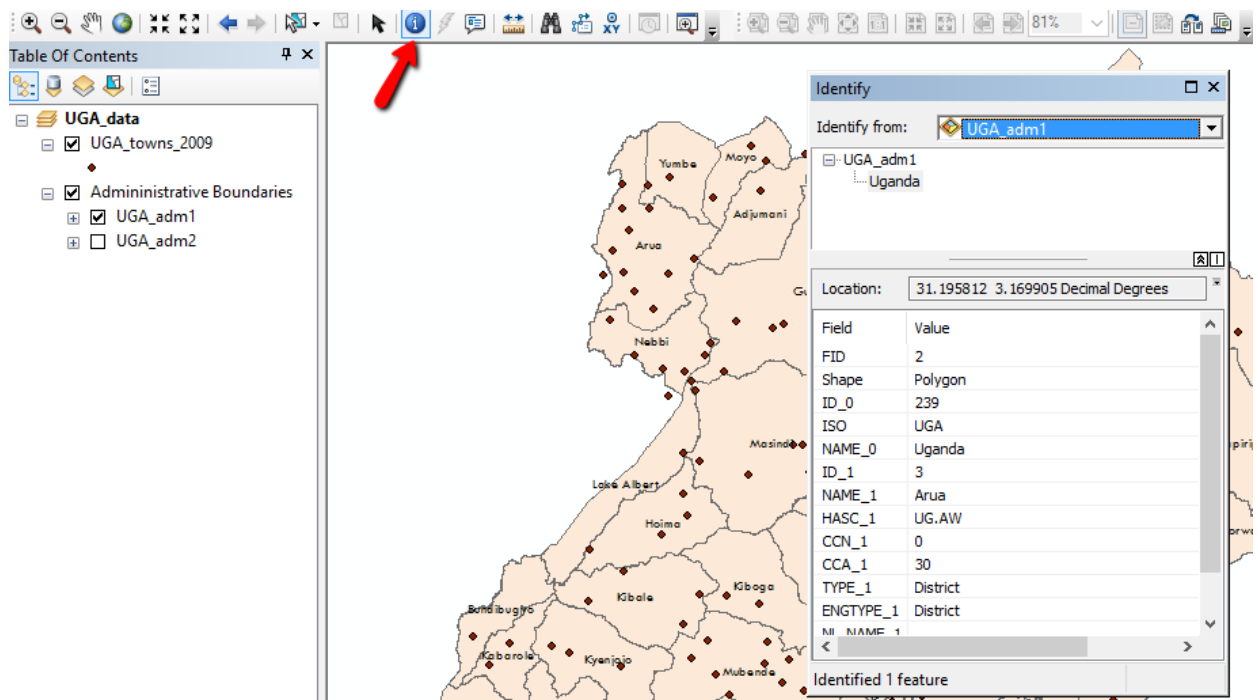 81%
Table Of Contents
UGA_data
UGA_towns_2009
Admininistrative Boundaries
UGA_adm1
UGA_adm2
Yumbe
Moyo
Adjumani
Arua
Gu
Nebbi
Masindi
Lake Albert
Hoima
Kiboga
Kibale
Bundibugyo
Kabarole
Kyenjojo
Mubende
Identify
Identify from: UGA_adm1
UGA_adm1
Uganda
Location: 31.195812 3.169905 Decimal Degrees
Field Value
FID 2
Shape Polygon
ID_0 239
ISO UGA
NAME_0 Uganda
ID_1 3
NAME_1 Arua
HASC_1 UG.AW
CCN_1 0
CCA_1 30
TYPE_1 District
ENGTYPE_1 District
NL_NAME_1
Identified 1 feature